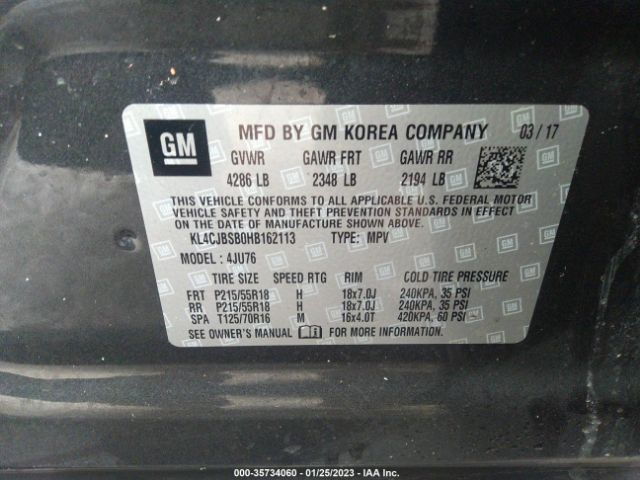 GM
MFD BY GM KOREA COMPANY 03/17
GVWR GAWR FRT GAWR RR
4286 LB 2348 LB 2194 LB
THIS VEHICLE CONFORMS TO ALL APPLICABLE U.S. FEDERAL MOTOR
VEHICLE SAFETY AND THEFT PREVENTION STANDARDS IN EFFECT
ON THE DATE OF MANUFACTURE SHOWN ABOVE.
KL4CJBSB0HB162113 TYPE: MPV
MODEL: 4JU76
TIRE SIZE SPEED RTG RIM COLD TIRE PRESSURE
FRT P215/55R18 H 18x7.0J 240KPA, 35 PSI
RR P215/55R18 H 18x7.0J 240KPA, 35 PSI
SPA T125/70R16 M 16x4.0T 420KPA, 60 PSI
SEE OWNER'S MANUAL FOR MORE INFORMATION.
000-35734060 - 01/25/2023 - IAA Inc.